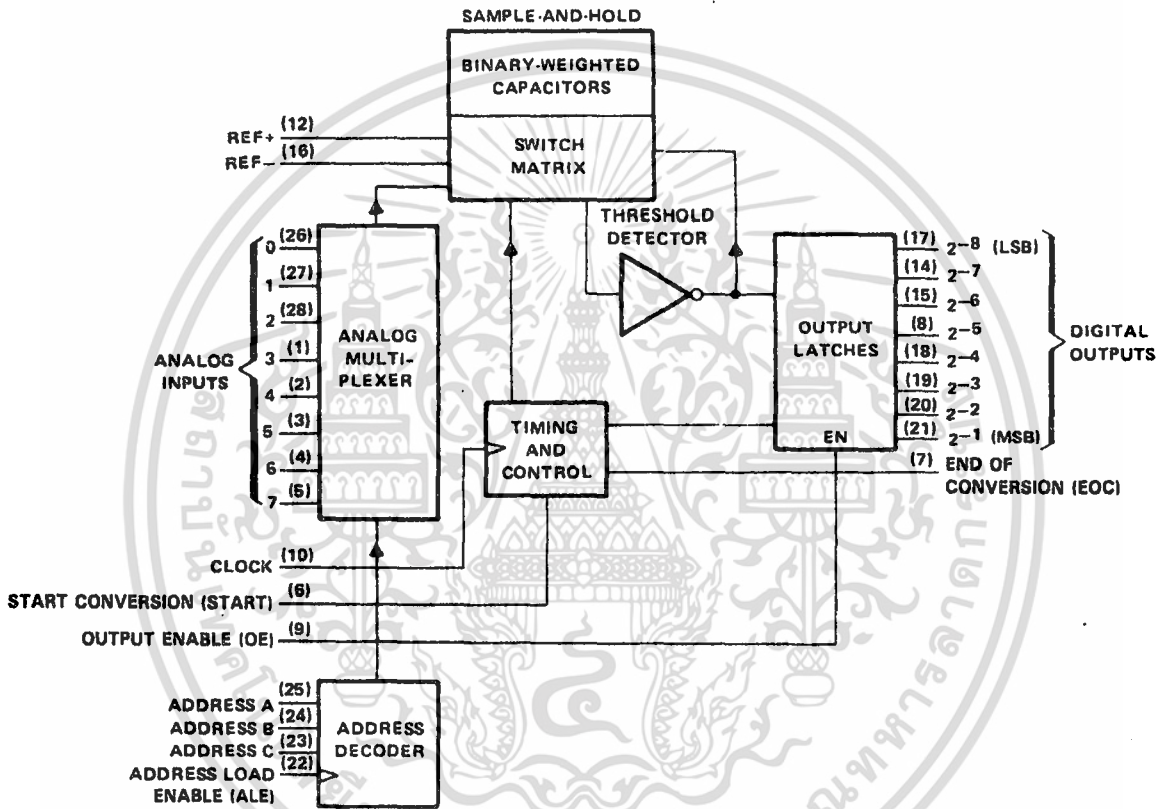 SAMPLE-AND-HOLD
BINARY-WEIGHTED
CAPACITORS
SWITCH
MATRIX
REF+ (12)
REF- (16)
THRESHOLD
DETECTOR
ANALOG
INPUTS
0 (26)
1 (27)
2 (28)
3 (1)
4 (2)
5 (3)
6 (4)
7 (5)
ANALOG
MULTI-
PLEXER
TIMING
AND
CONTROL
OUTPUT
LATCHES
EN
(17) 2-8 (LSB)
(14) 2-7
(15) 2-6
(8) 2-5
(18) 2-4
(19) 2-3
(20) 2-2
(21) 2-1 (MSB)
DIGITAL
OUTPUTS
(7) END OF
CONVERSION (EOC)
CLOCK (10)
START CONVERSION (START) (6)
OUTPUT ENABLE (OE) (9)
ADDRESS A (25)
ADDRESS B (24)
ADDRESS C (23)
ADDRESS LOAD (22)
ENABLE (ALE)
ADDRESS
DECODER